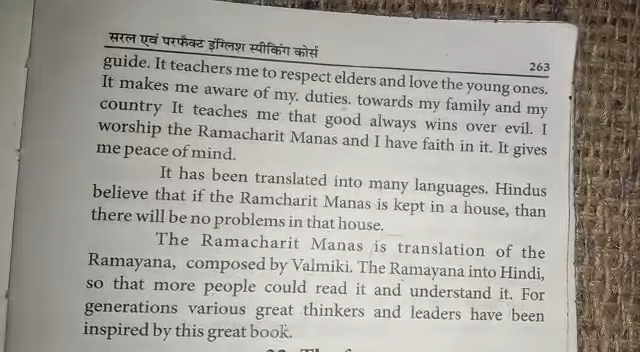 सरल एवं परफैक्ट इंग्लिश स्पीकिंग कोर्स 263
guide. It teachers me to respect elders and love the young ones.
It makes me aware of my. duties. towards my family and my
country It teaches me that good always wins over evil. I
worship the Ramacharit Manas and I have faith in it. It gives
me peace of mind.
It has been translated into many languages. Hindus
believe that if the Ramcharit Manas is kept in a house, than
there will be no problems in that house.
The Ramacharit Manas is translation of the
Ramayana, composed by Valmiki. The Ramayana into Hindi,
so that more people could read it and understand it. For
generations various great thinkers and leaders have been
inspired by this great book.